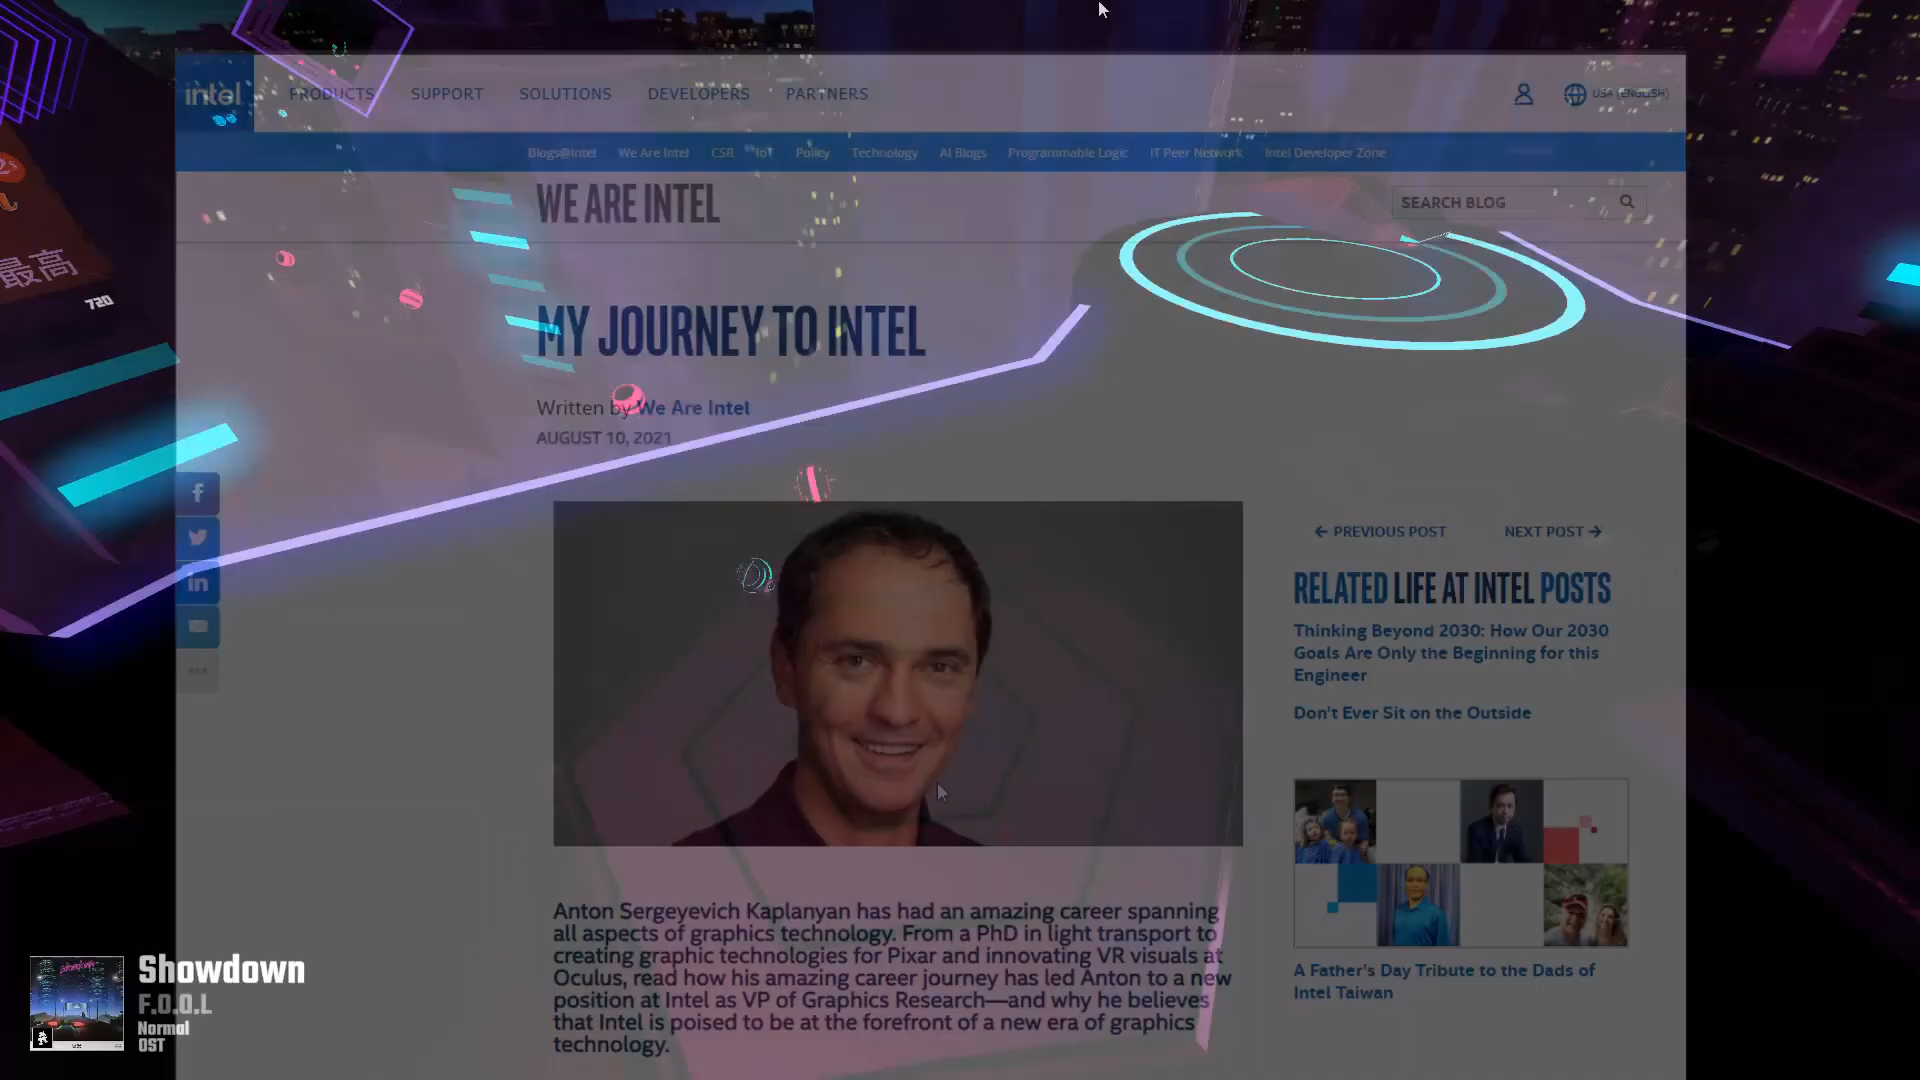 intel
PRODUCTS SUPPORT SOLUTIONS DEVELOPERS PARTNERS
USA (ENGLISH)
Blogs@Intel We Are Intel CSR IoT Policy Technology AI Blogs Programmable Logic IT Peer Network Intel Developer Zone
WE ARE INTEL
SEARCH BLOG
最高
720
MY JOURNEY TO INTEL
Written by We Are Intel
AUGUST 10, 2021
f
in
← PREVIOUS POST NEXT POST →
RELATED LIFE AT INTEL POSTS
Thinking Beyond 2030: How Our 2030
Goals Are Only the Beginning for this
Engineer
Don't Ever Sit on the Outside
Anton Sergeyevich Kaplanyan has had an amazing career spanning
all aspects of graphics technology. From a PhD in light transport to
creating graphic technologies for Pixar and innovating VR visuals at
Oculus, read how his amazing career journey has led Anton to a new
position at Intel as VP of Graphics Research—and why he believes
that Intel is poised to be at the forefront of a new era of graphics
technology.
A Father's Day Tribute to the Dads of
Intel Taiwan
Showdown
F.O.O.L
Normal
OST